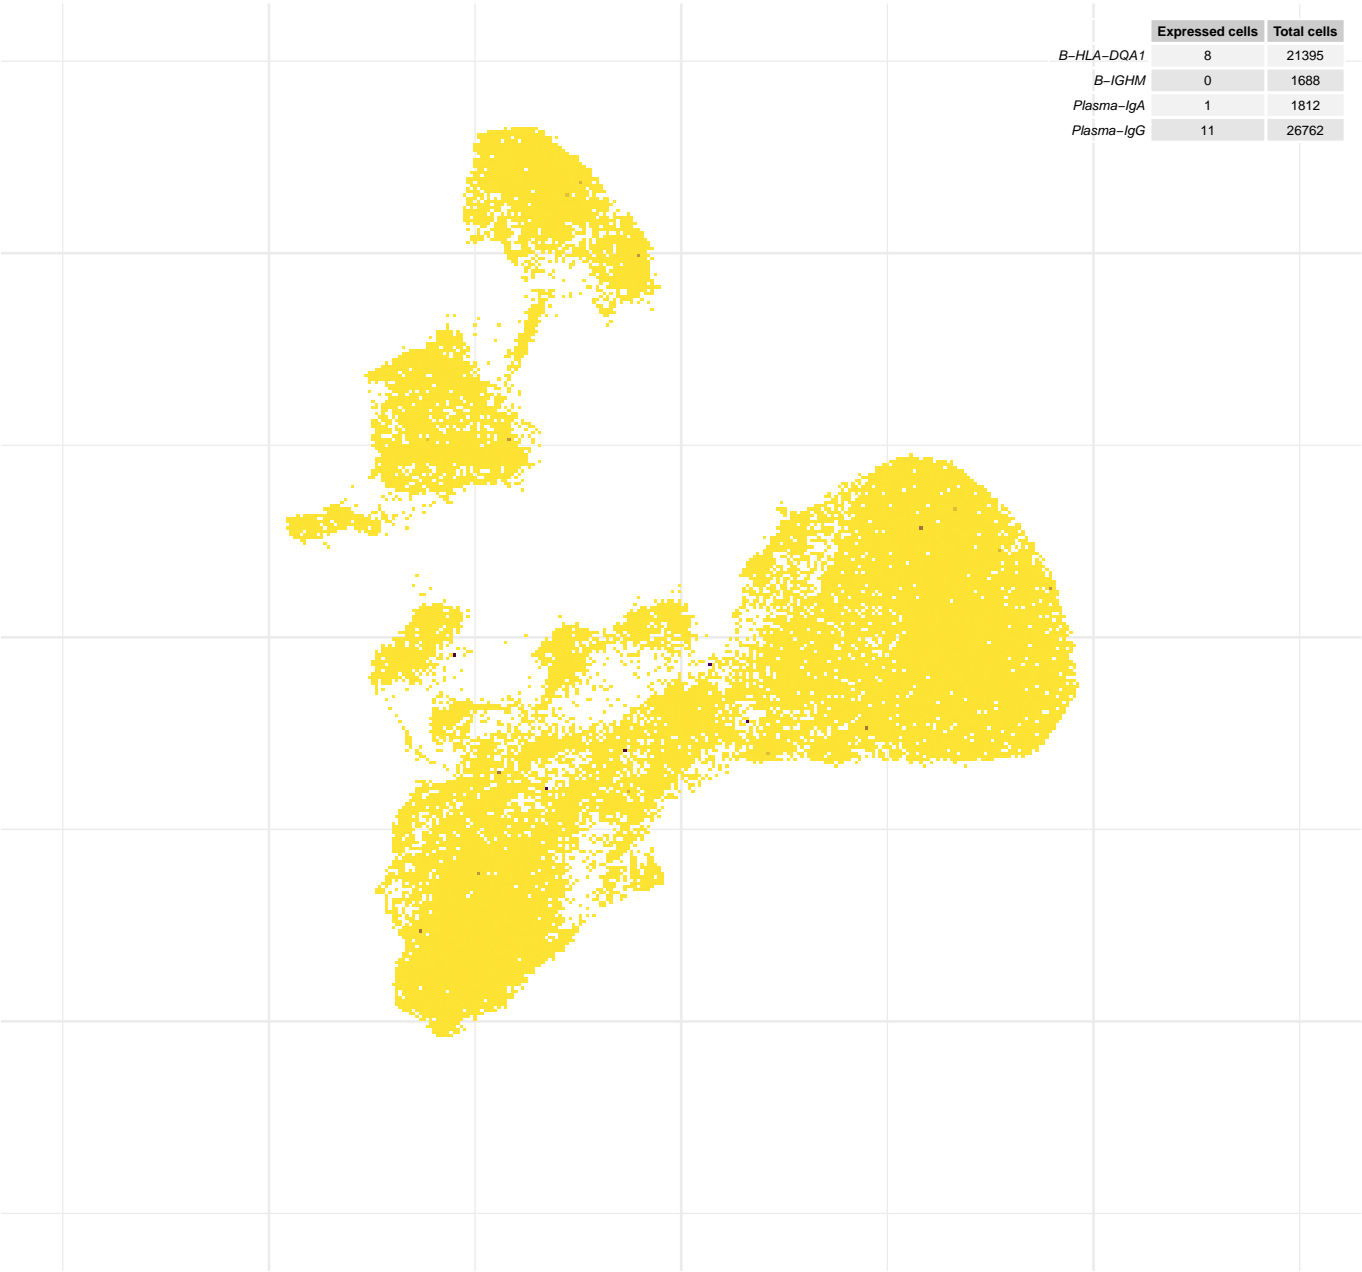 Expressed cells Total cells
B−HLA−DQA1 8 21395
B−IGHM 0 1688
Plasma−IgA 1 1812
Plasma−IgG 11 26762